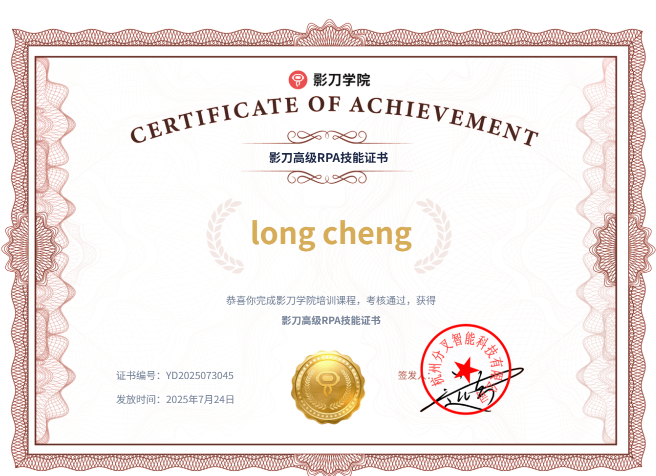 影刀学院
CERTIFICATE OF ACHIEVEMENT
影刀高级RPA技能证书
long cheng
恭喜你完成影刀学院培训课程，考核通过，获得
影刀高级RPA技能证书
证书编号：YD2025073045
发放时间：2025年7月24日
签发人
杭州分叉智能科技有限